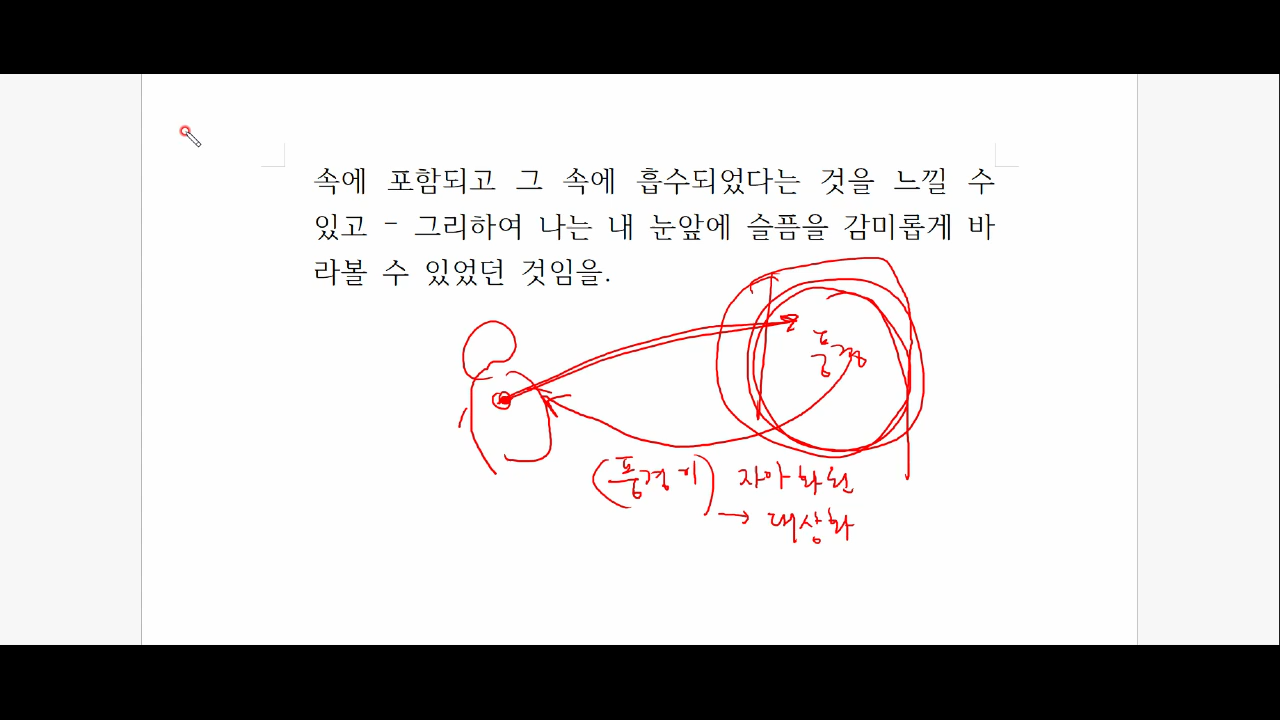 속에 포함되고 그 속에 흡수되었다는 것을 느낄 수
있고 - 그리하여 나는 내 눈앞에 슬픔을 감미롭게 바
라볼 수 있었던 것임을.
풍경
(풍경이) 자아화된
→ 대상화